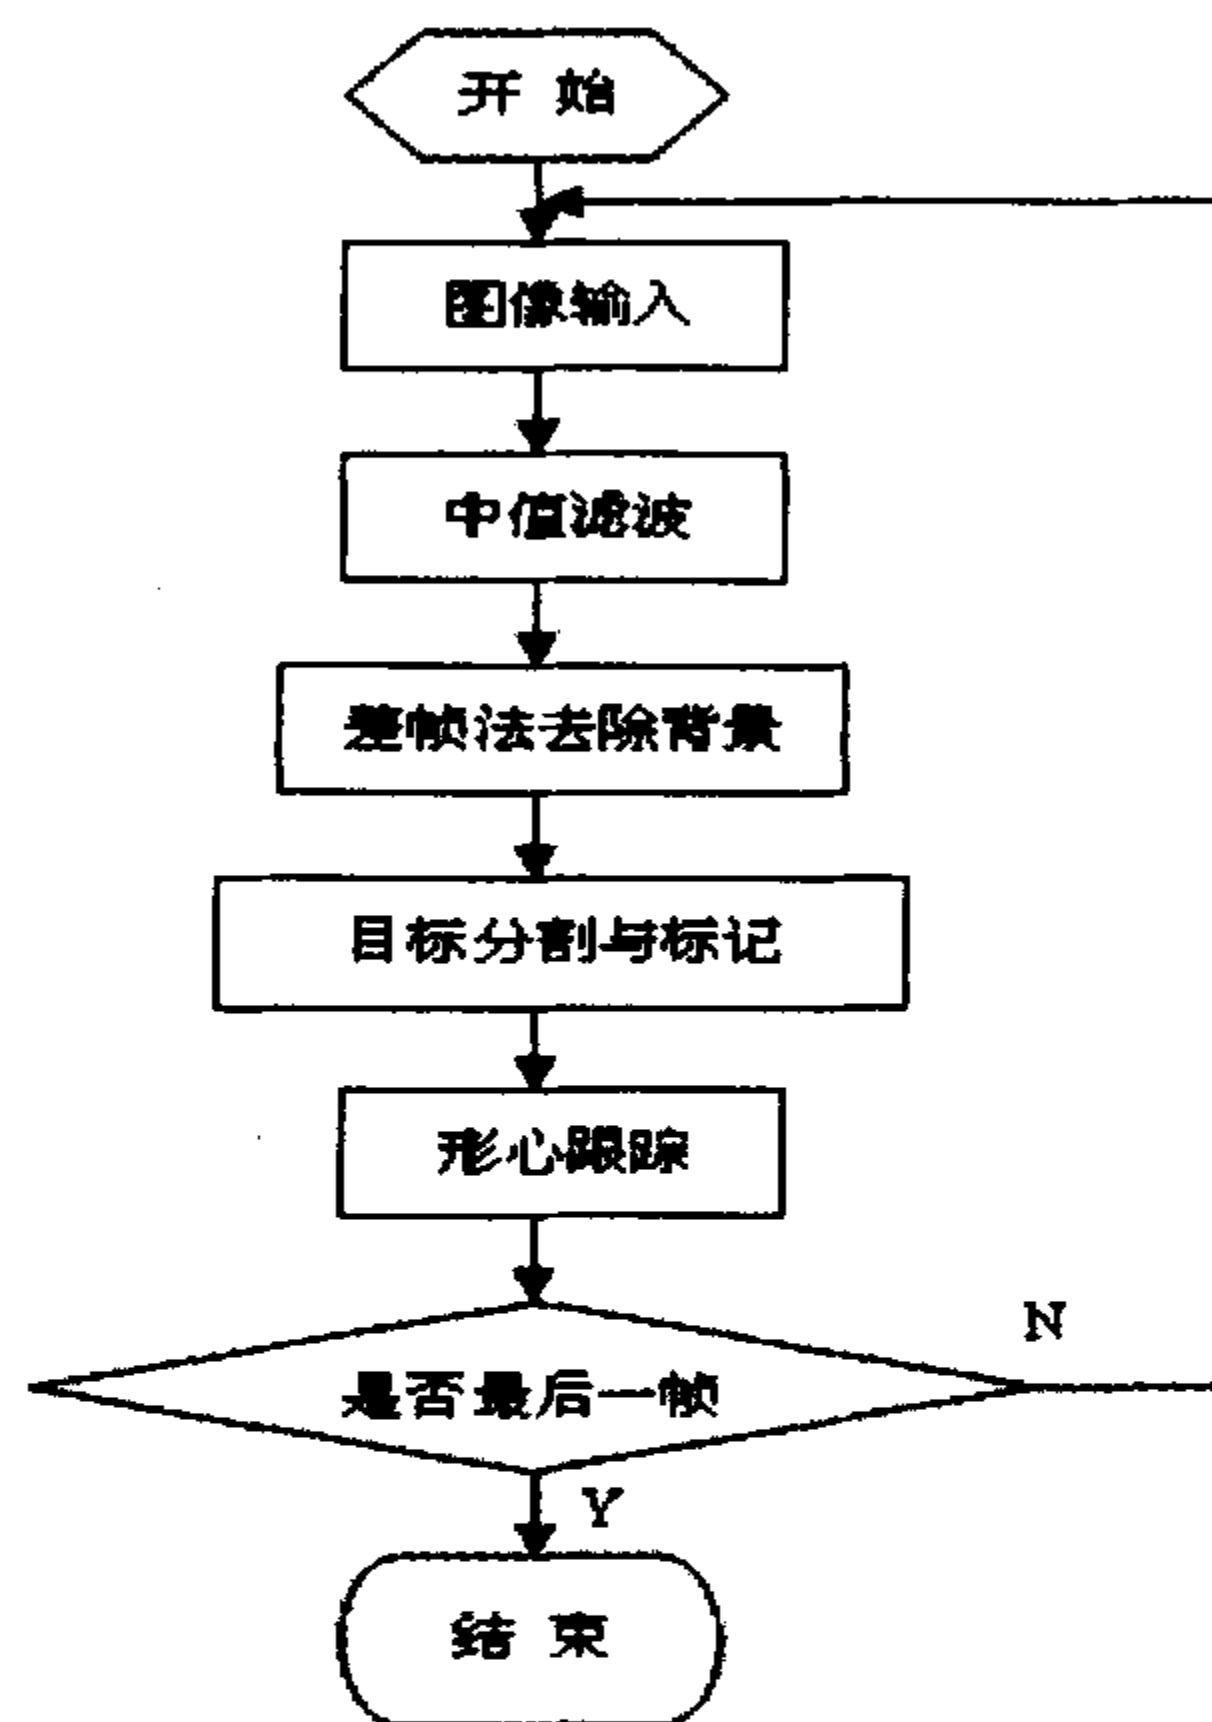 开 始
图像输入
中值滤波
差帧法去除背景
目标分割与标记
形心跟踪
N
是否最后一帧
Y
结 束